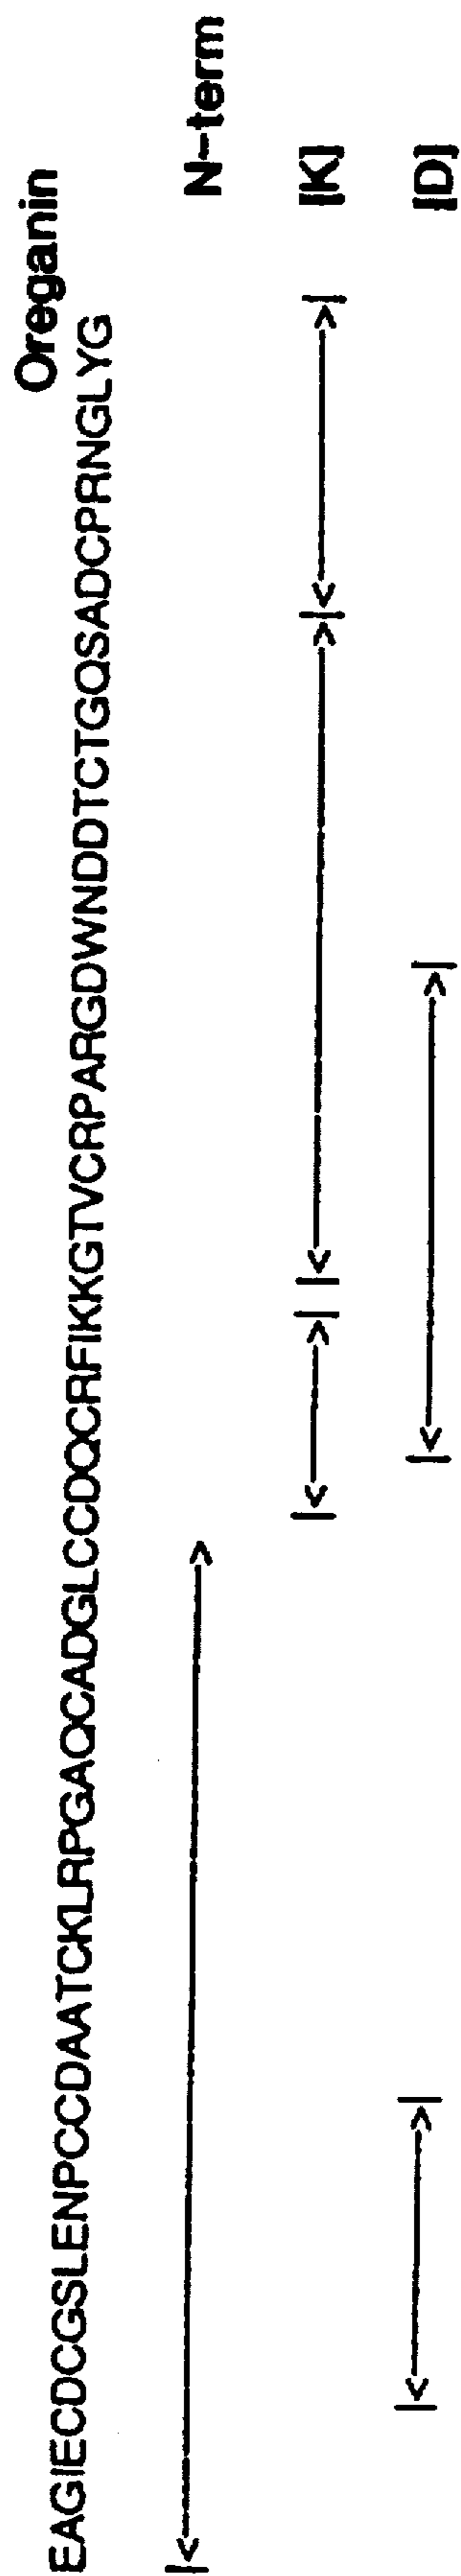 Oreganin
EAGIECDCGSLENPCCDAATCKLRPGAQCADGLCCDQCRFIKKGTVCRPARGDWNDDTCTGQSADCPRNGLYG
|<———> N-term
|<———>| |<———>|<———>| [K]
|<———>| |<———>| [D]